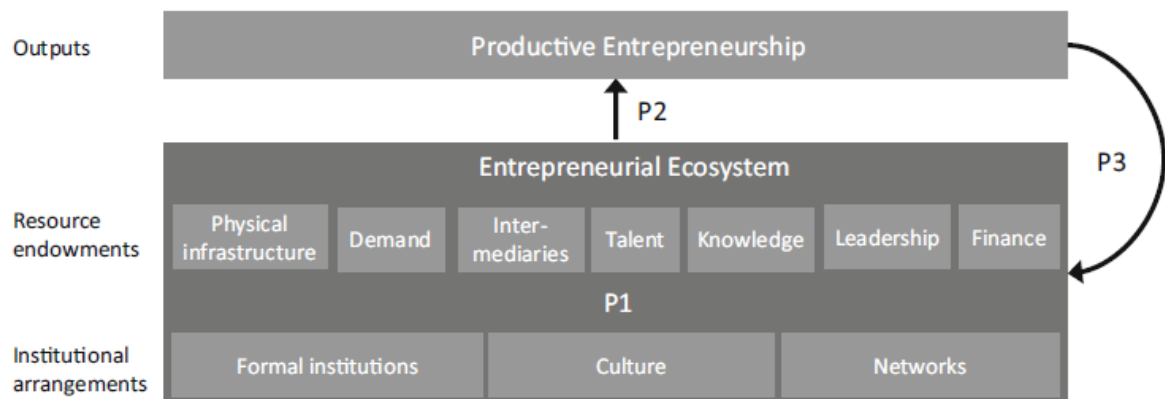 Outputs
Productive Entrepreneurship
P2
P3
Entrepreneurial Ecosystem
Resource
endowments
Physical
infrastructure
Demand
Inter-
mediaries
Talent
Knowledge
Leadership
Finance
P1
Institutional
arrangements
Formal institutions
Culture
Networks